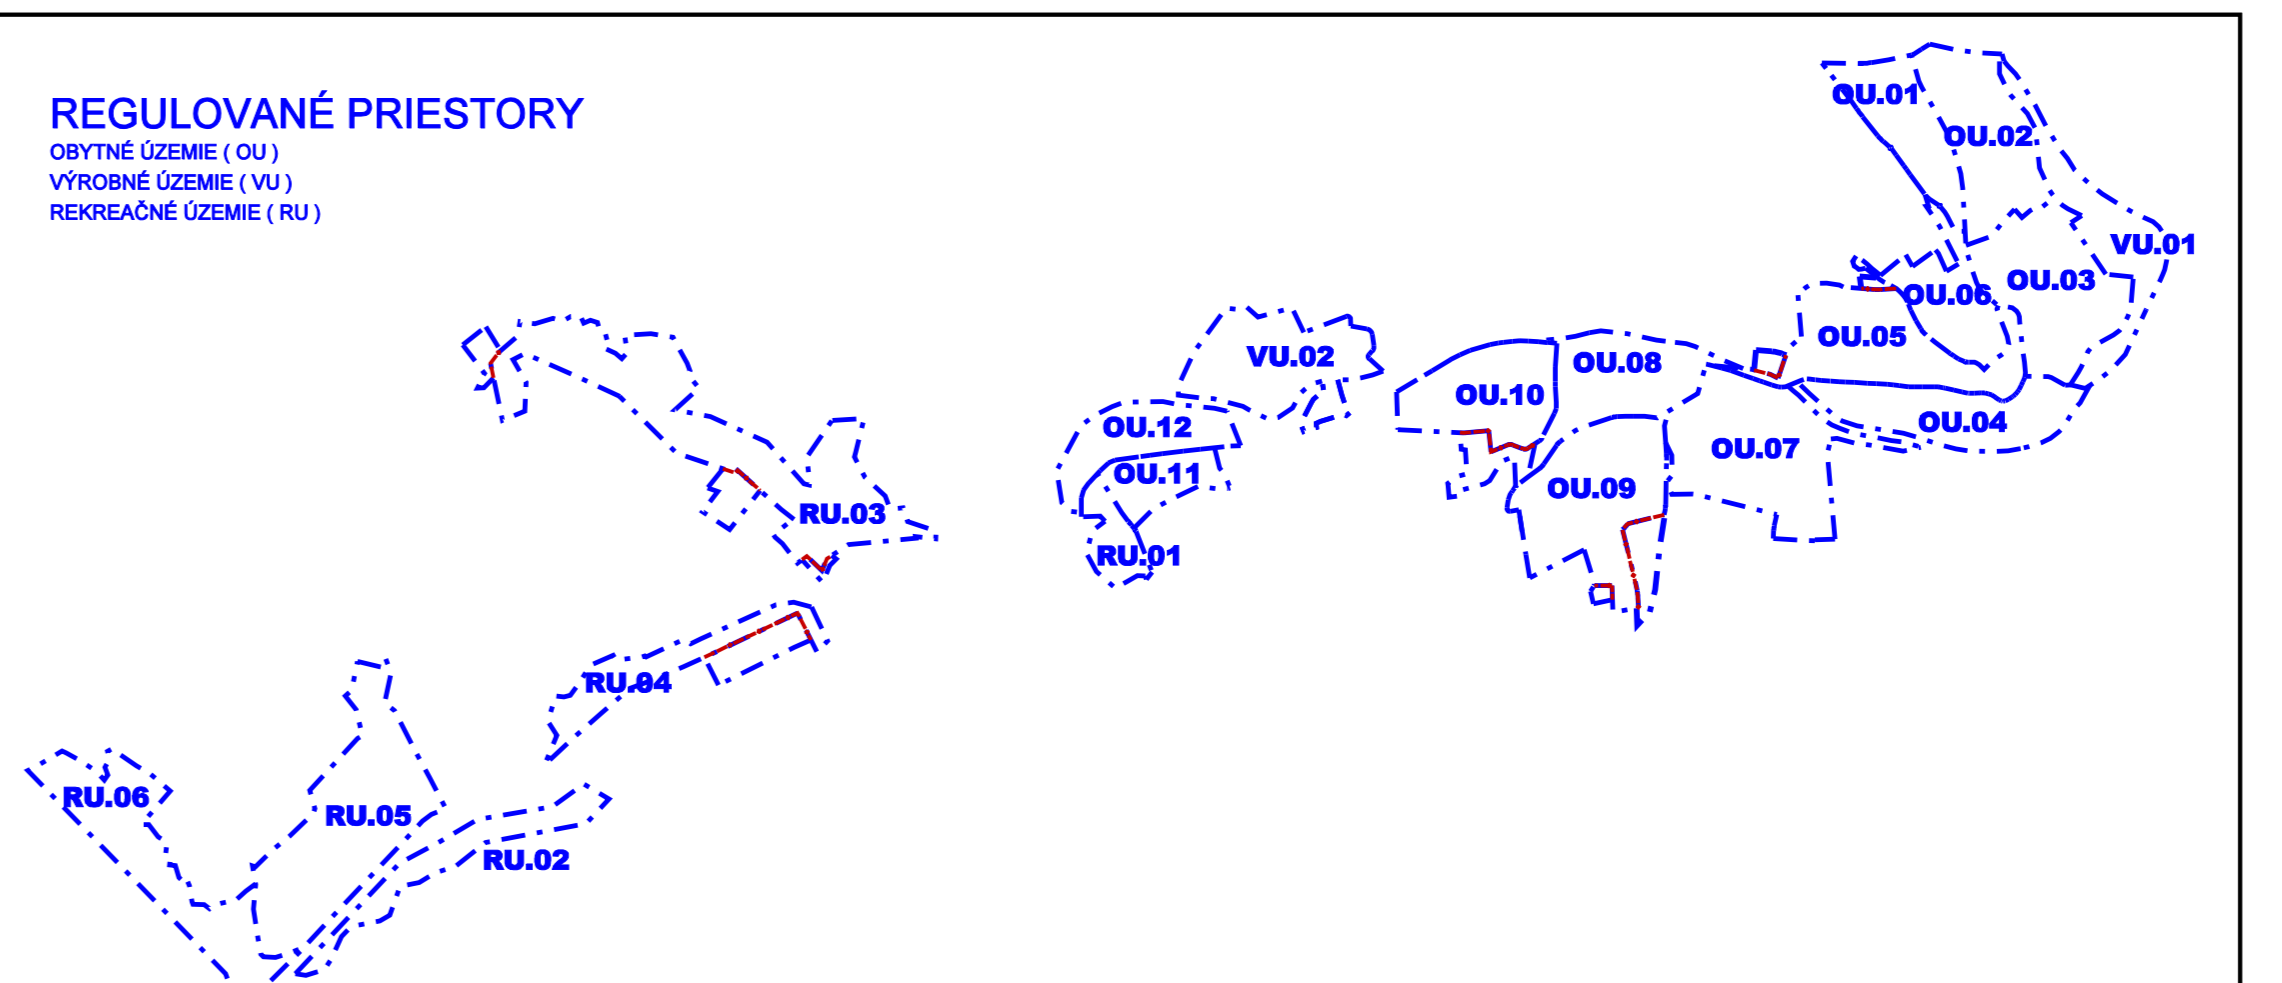 REGULOVANÉ PRIESTORY
OBYTNÉ ÚZEMIE ( OU )
VÝROBNÉ ÚZEMIE ( VU )
REKREAČNÉ ÚZEMIE ( RU )
OU.01
OU.02
VU.01
OU.03
OU.06
OU.05
VU.02
OU.08
OU.10
OU.04
OU.12
OU.07
OU.11
OU.09
RU.03
RU.01
RU.04
RU.06
RU.05
RU.02